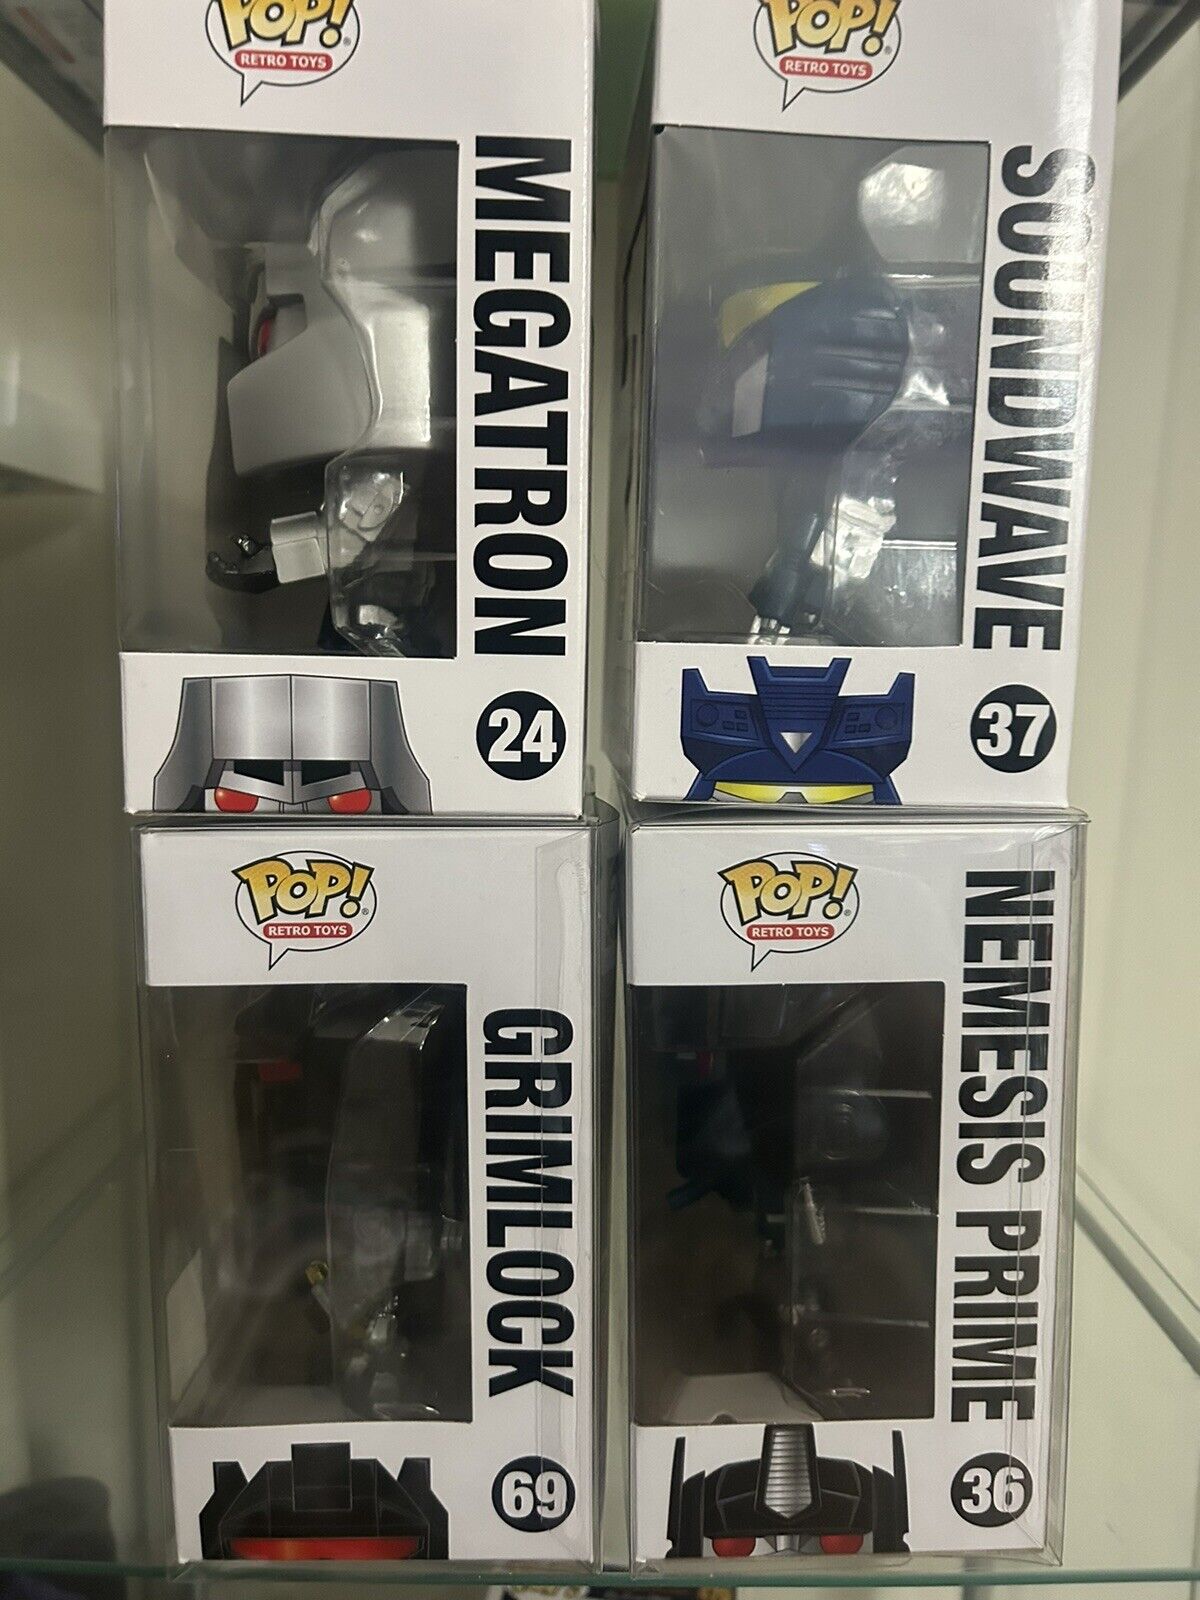 POP!®
RETRO TOYS
MEGATRON
24
POP!®
RETRO TOYS
SOUNDWAVE
37
POP!®
RETRO TOYS
GRIMLOCK
69
POP!®
RETRO TOYS
NEMESIS PRIME
36